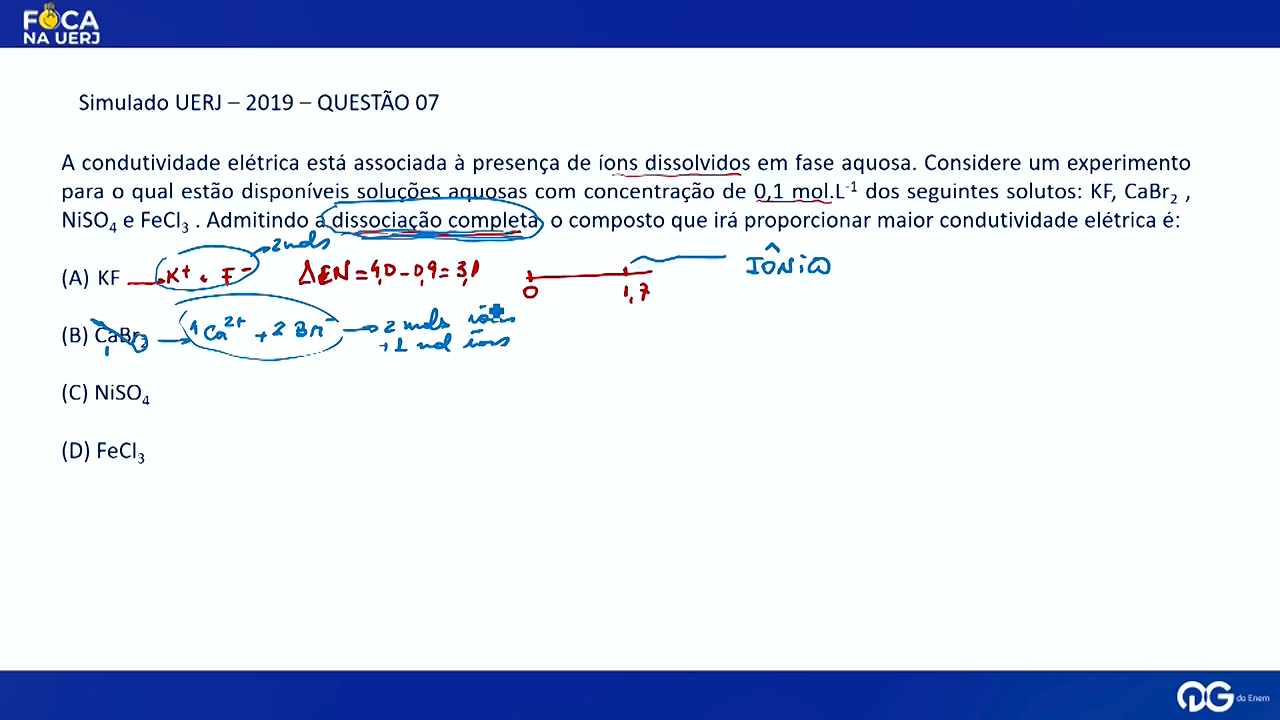 FOCA
NA UERJ
Simulado UERJ – 2019 – QUESTÃO 07
A condutividade elétrica está associada à presença de íons dissolvidos em fase aquosa. Considere um experimento
para o qual estão disponíveis soluções aquosas com concentração de 0,1 mol.L⁻¹ dos seguintes solutos: KF, CaBr₂ ,
NiSO₄ e FeCl₃ . Admitindo a dissociação completa, o composto que irá proporcionar maior condutividade elétrica é:
2 mols
(A) KF K⁺ + F⁻ ΔEN = 4,0 – 0,9 = 3,1
0 1,7
IÔNICO
(B) CaBr₂ 1 Ca²⁺ + 2 Br⁻ 2 mols íons
+1 mol íons
(C) NiSO₄
(D) FeCl₃
QG do Enem